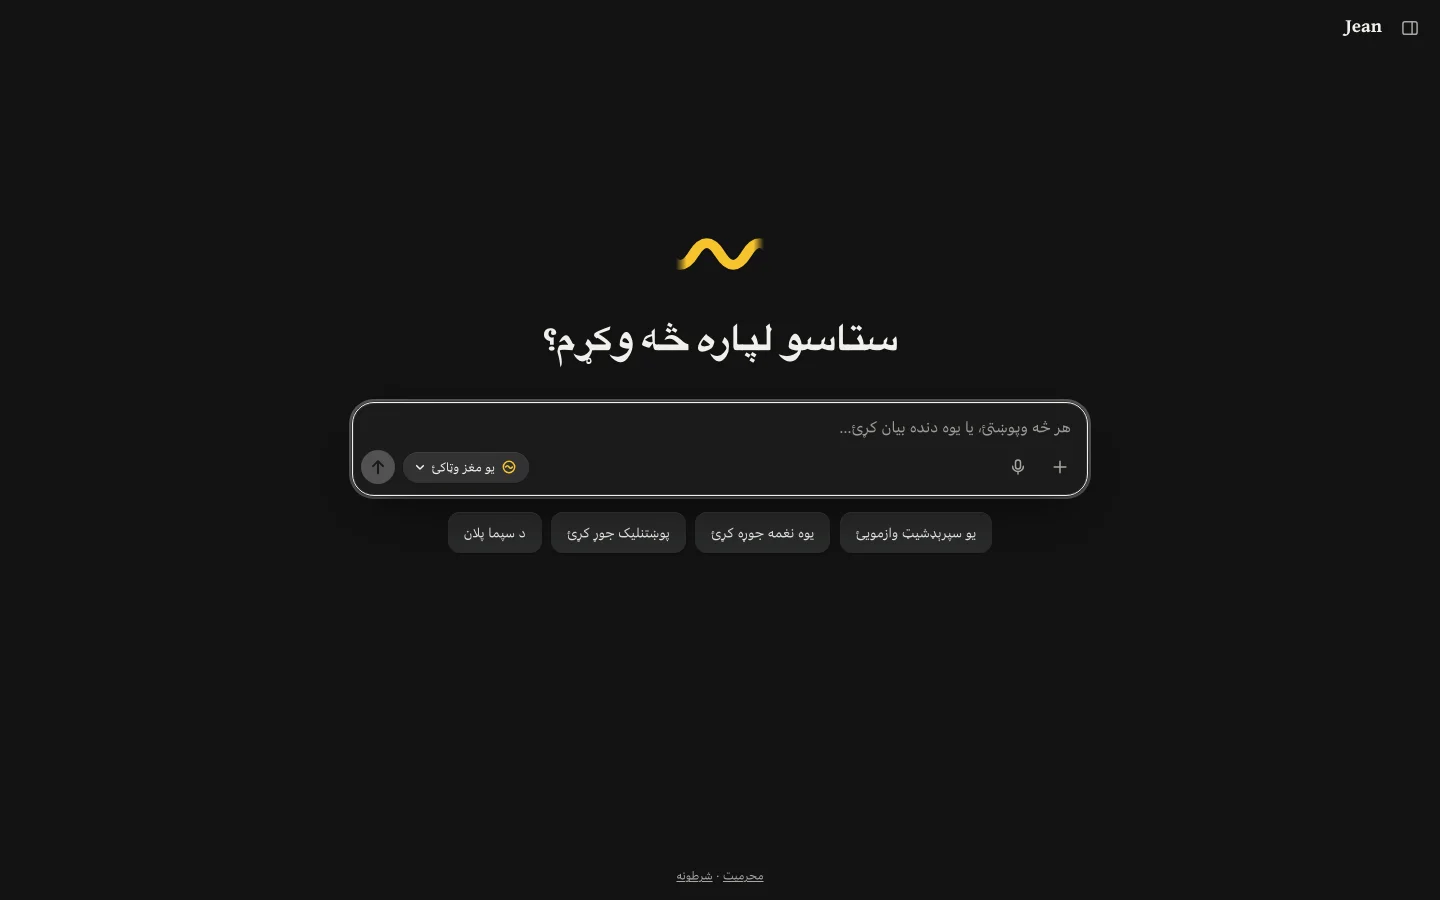 Jean
ستاسو لپاره څه وکړم؟
هر څه وپوښتئ، یا یوه دنده بیان کړئ...
یو مغز وټاکئ
یو سپریډشیټ وازمویئ
یوه نغمه جوړه کړئ
پوښتنلیک جوړ کړئ
د سپما پلان
محرمیت · شرطونه